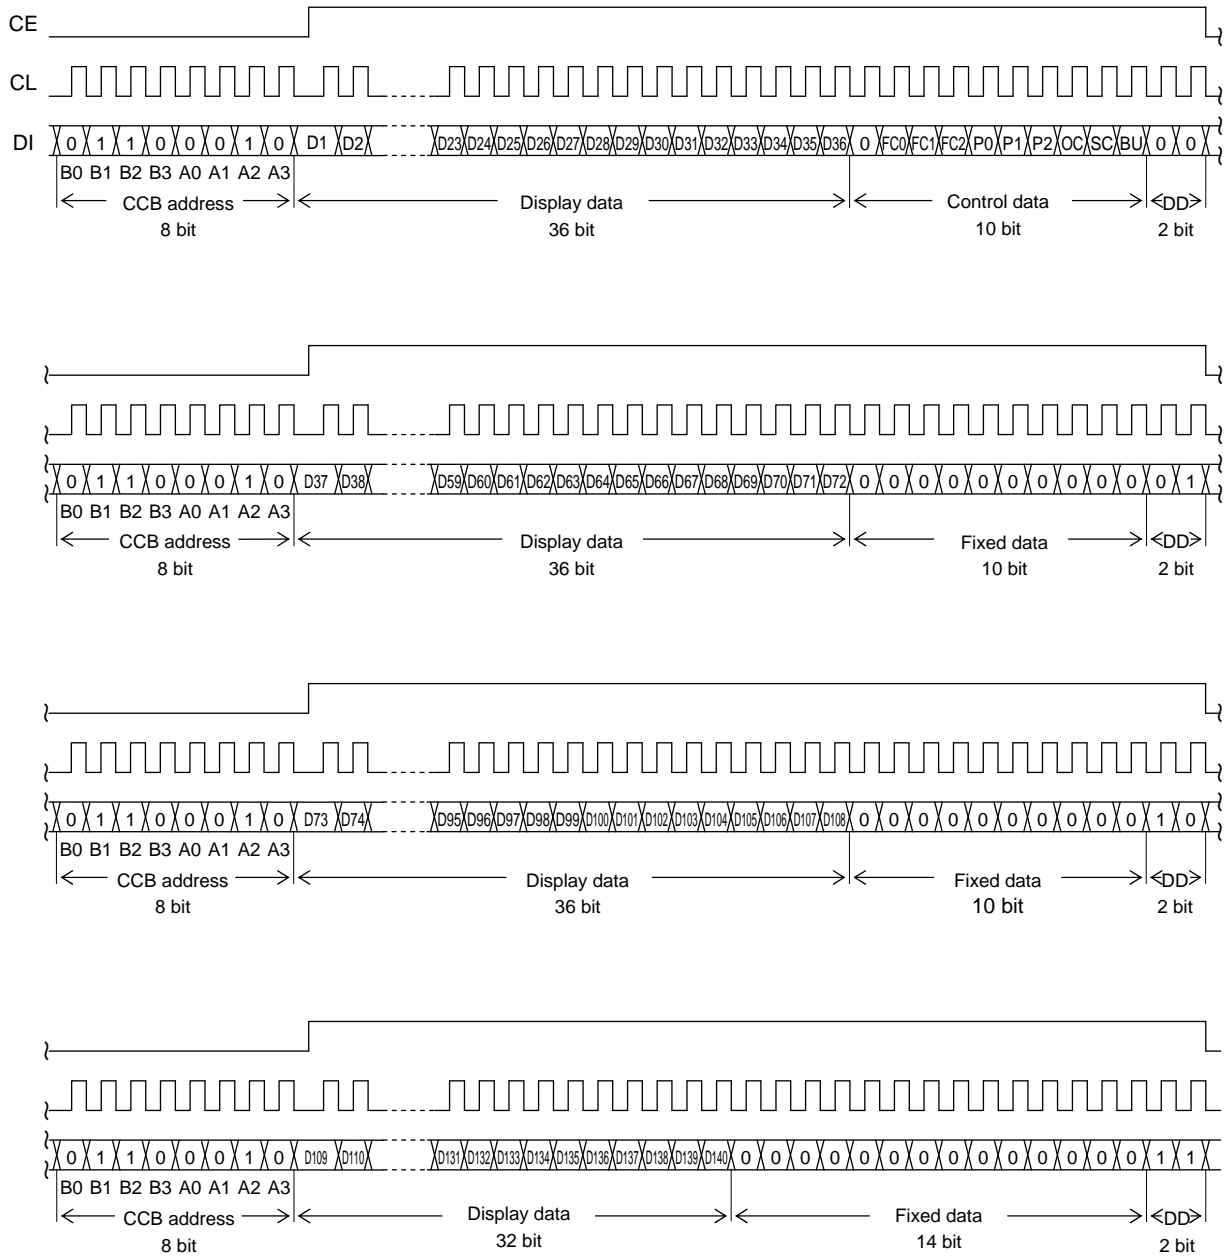 CE
CL
DI 0 1 1 0 0 0 1 0 D1 D2 D23 D24 D25 D26 D27 D28 D29 D30 D31 D32 D33 D34 D35 D36 0 FC0 FC1 FC2 P0 P1 P2 OC SC BU 0 0
B0 B1 B2 B3 A0 A1 A2 A3
CCB address Display data Control data DD
8 bit 36 bit 10 bit 2 bit
0 1 1 0 0 0 1 0 D37 D38 D59 D60 D61 D62 D63 D64 D65 D66 D67 D68 D69 D70 D71 D72 0 0 0 0 0 0 0 0 0 0 0 1
B0 B1 B2 B3 A0 A1 A2 A3
CCB address Display data Fixed data DD
8 bit 36 bit 10 bit 2 bit
0 1 1 0 0 0 1 0 D73 D74 D95 D96 D97 D98 D99 D100 D101 D102 D103 D104 D105 D106 D107 D108 0 0 0 0 0 0 0 0 0 0 1 0
B0 B1 B2 B3 A0 A1 A2 A3
CCB address Display data Fixed data DD
8 bit 36 bit 10 bit 2 bit
0 1 1 0 0 0 1 0 D109 D110 D131 D132 D133 D134 D135 D136 D137 D138 D139 D140 0 0 0 0 0 0 0 0 0 0 0 0 0 0 1 1
B0 B1 B2 B3 A0 A1 A2 A3
CCB address Display data Fixed data DD
8 bit 32 bit 14 bit 2 bit